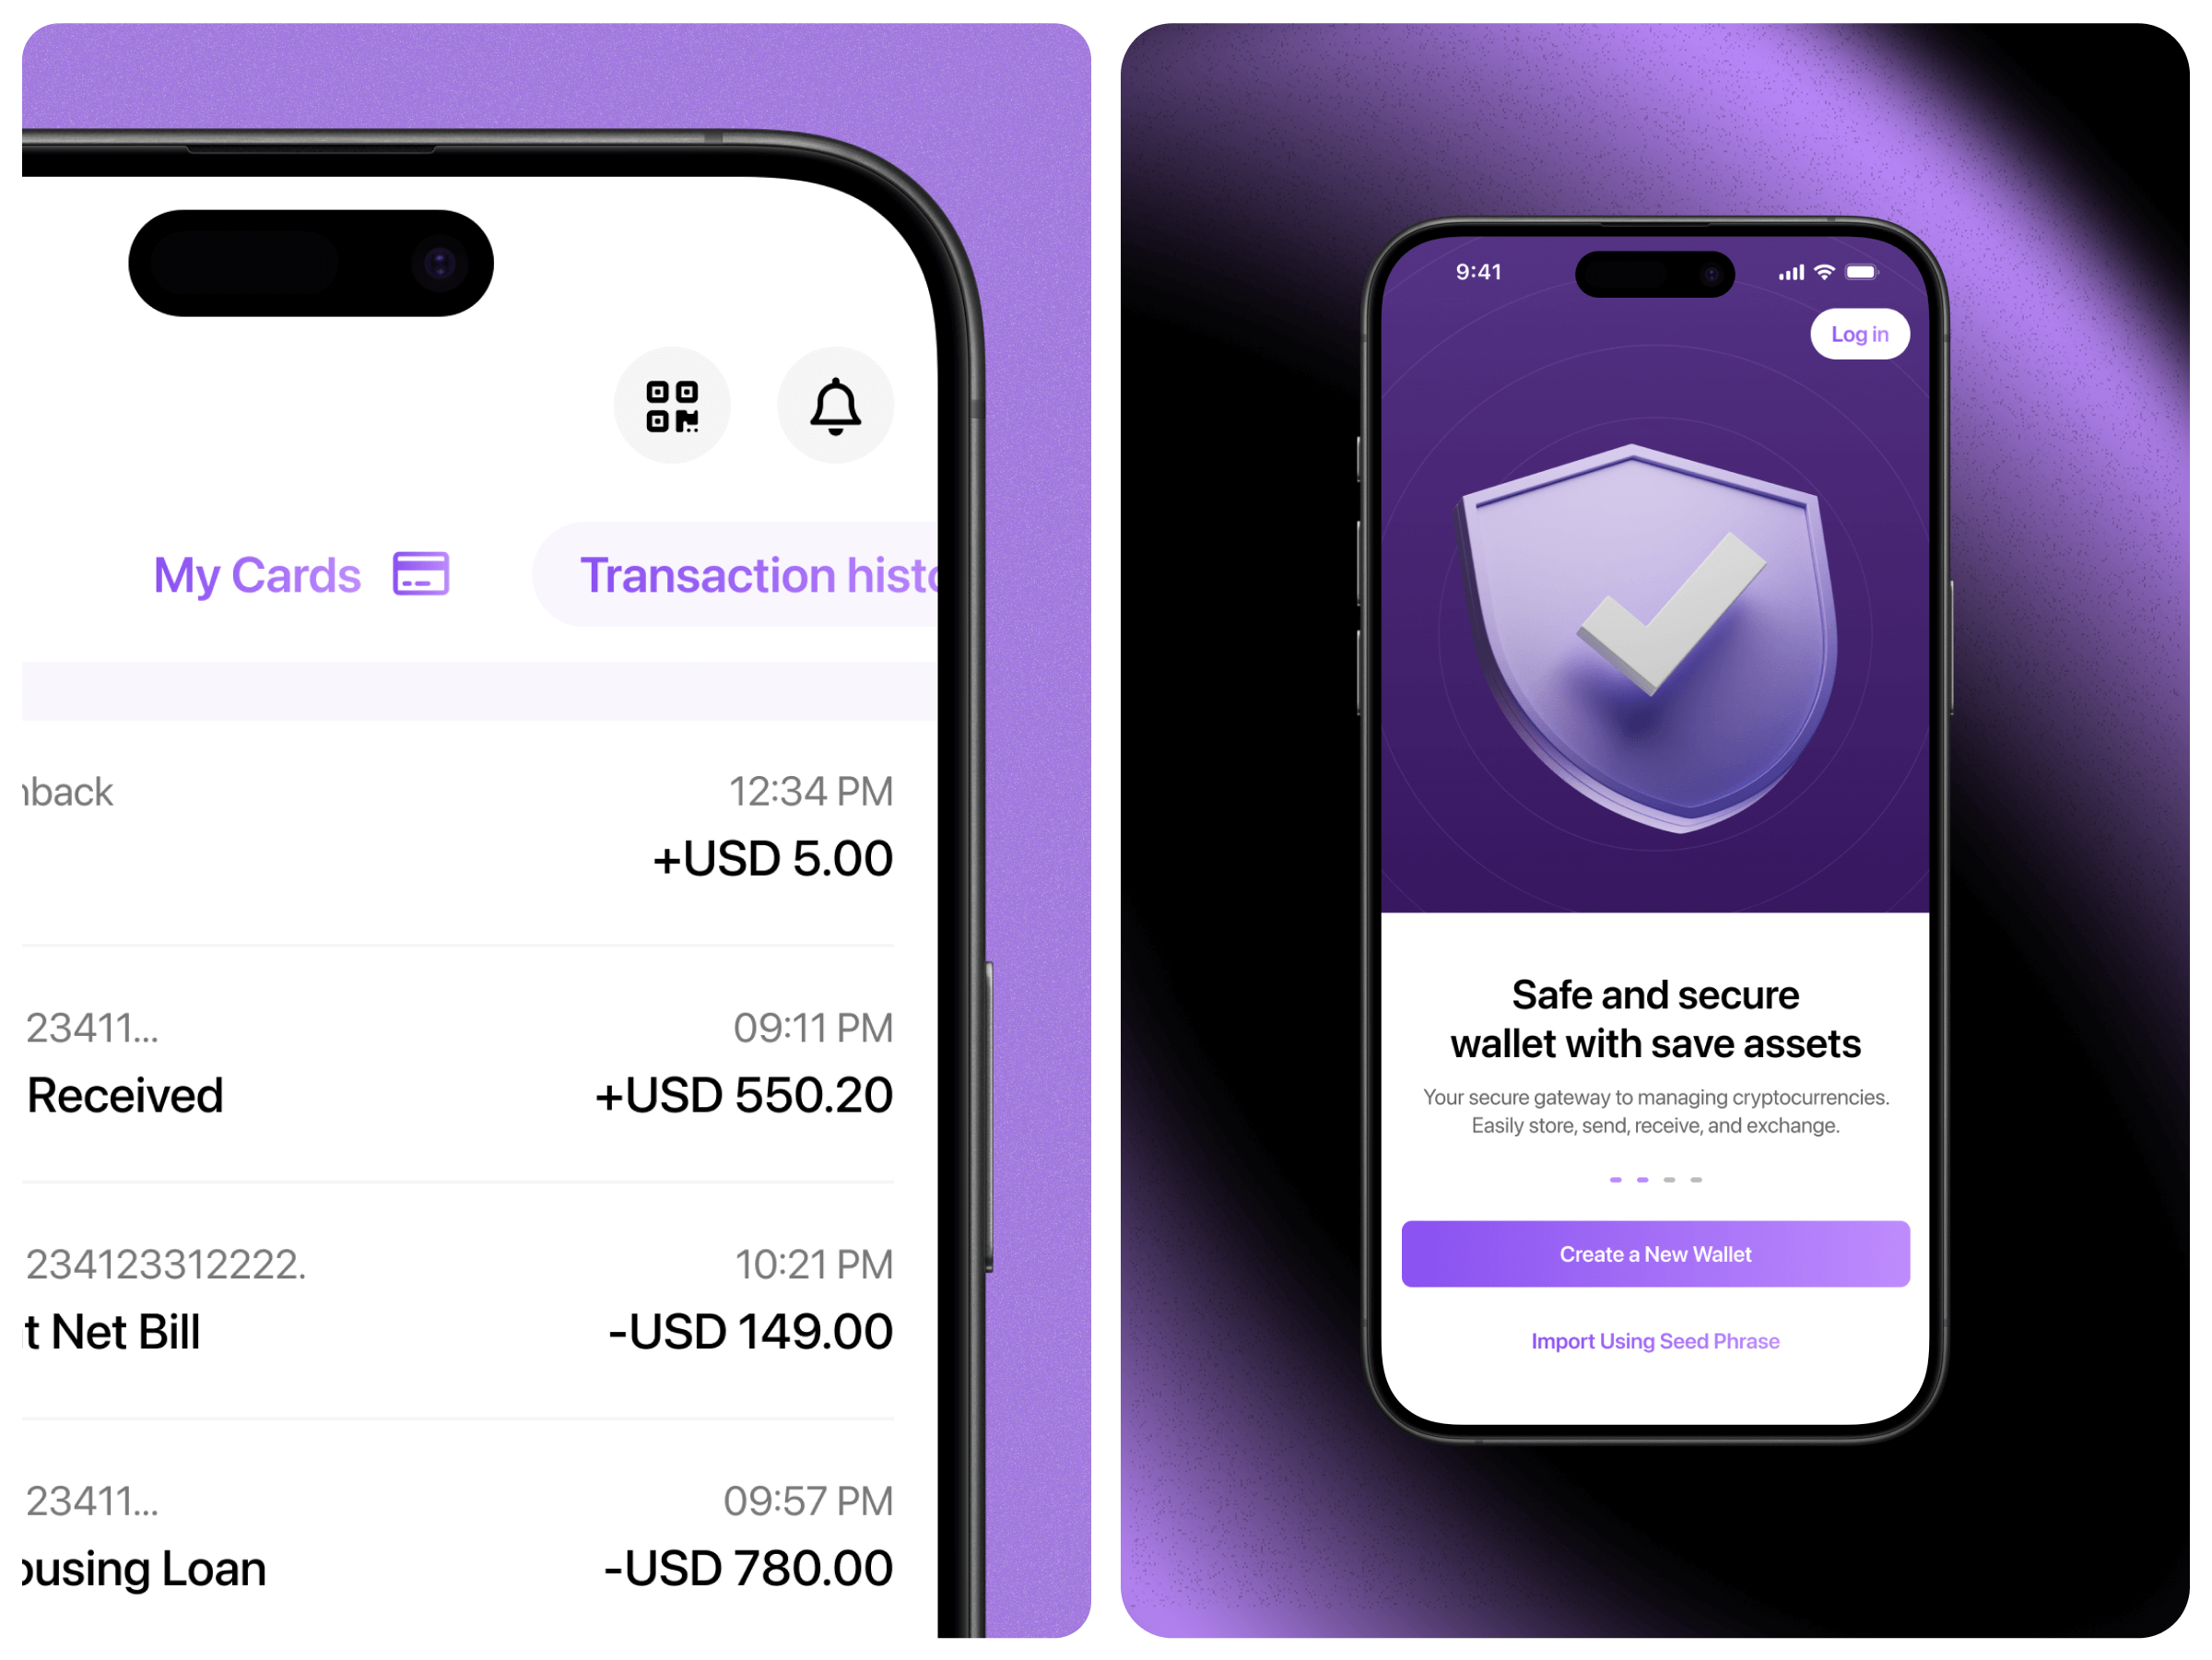 My Cards
Transaction
12:34 PM
+USD 5.00
23411...
09:11 PM
Received
+USD 550.20
234123312222.
10:21 PM
Net Bill
-USD 149.00
23411...
09:57 PM
Loan
-USD 780.00
9:41
Log in
Safe and secure
wallet with save assets
Your secure gateway to managing cryptocurrencies.
Easily store, send, receive, and exchange.
Create a New Wallet
Import Using Seed Phrase